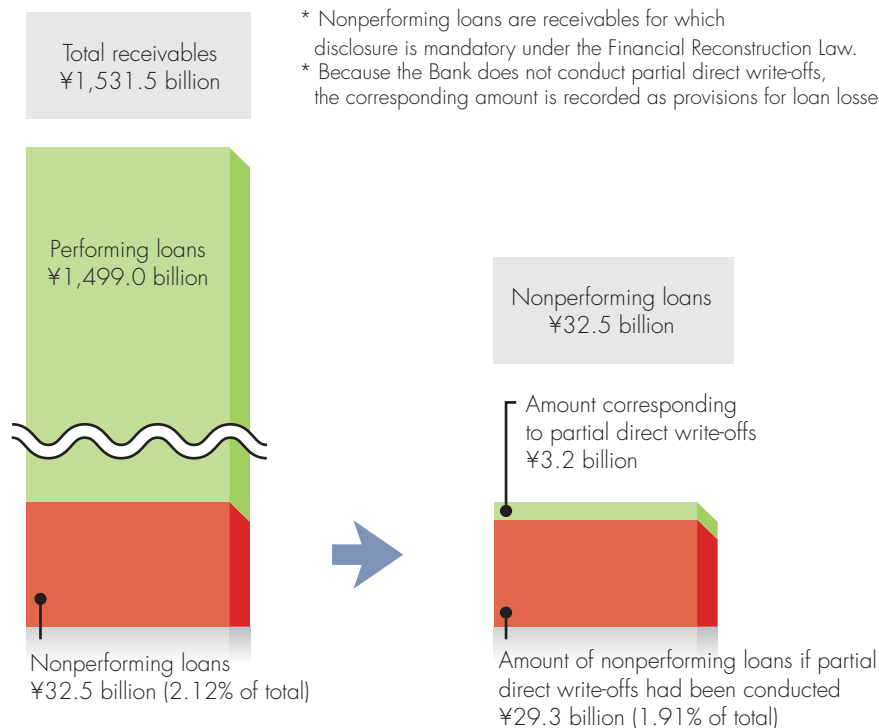 Total receivables
¥1,531.5 billion
* Nonperforming loans are receivables for which
disclosure is mandatory under the Financial Reconstruction Law.
* Because the Bank does not conduct partial direct write-offs,
the corresponding amount is recorded as provisions for loan losse
Performing loans
¥1,499.0 billion
Nonperforming loans
¥32.5 billion
Amount corresponding
to partial direct write-offs
¥3.2 billion
Nonperforming loans
¥32.5 billion (2.12% of total)
Amount of nonperforming loans if partial
direct write-offs had been conducted
¥29.3 billion (1.91% of total)